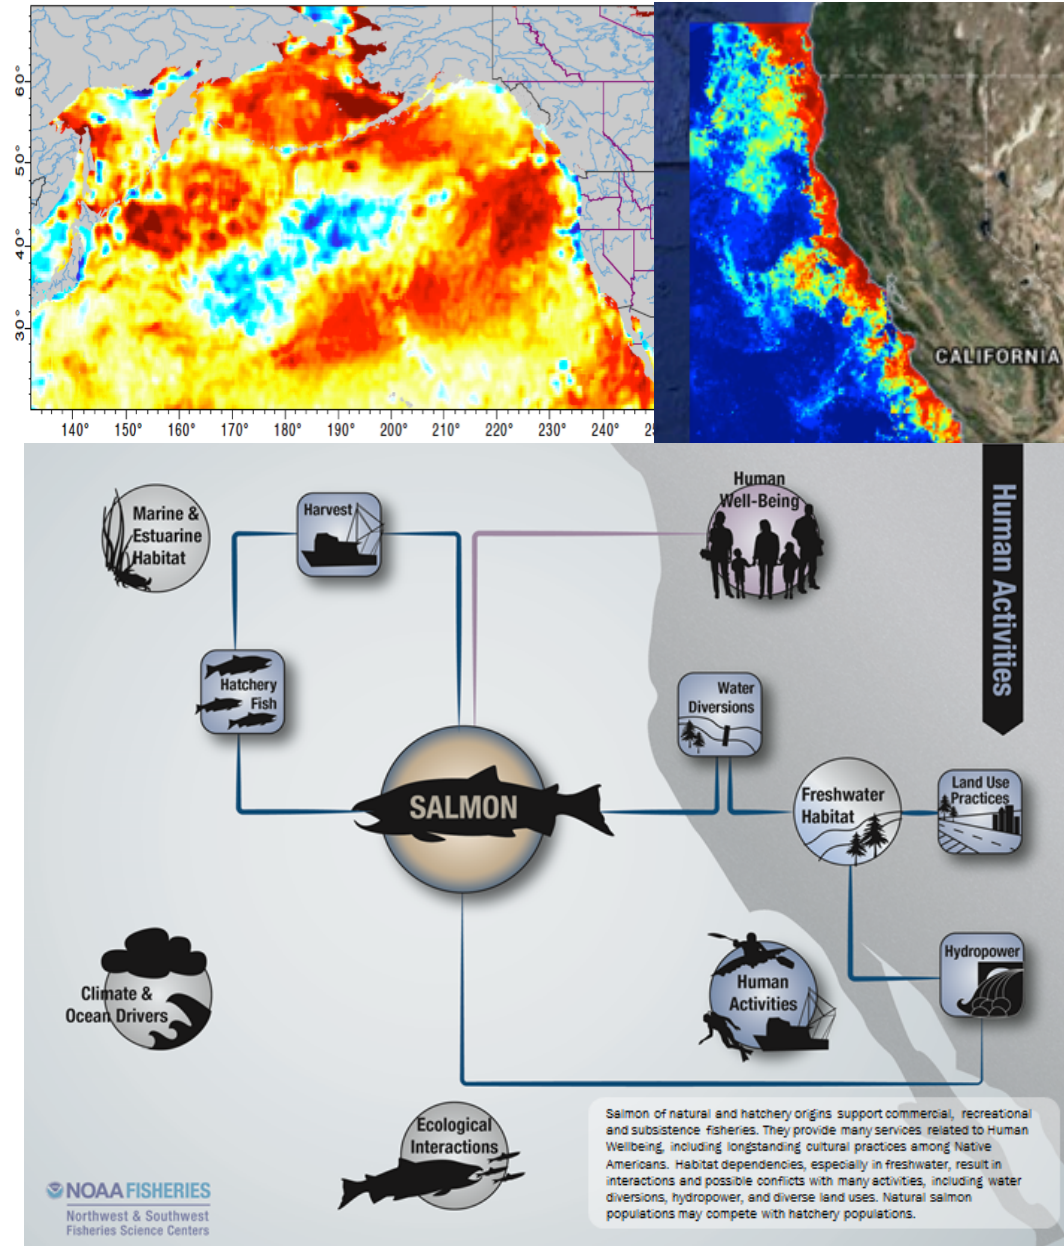 60°
50°
40°
30°
140° 150° 160° 170° 180° 190° 200° 210° 220° 230° 240°
CALIFORNIA
Human Activities
Marine &
Estuarine
Habitat
Harvest
Human
Well-Being
Hatchery
Fish
Water
Diversions
SALMON
Freshwater
Habitat
Land Use
Practices
Climate &
Ocean Drivers
Human
Activities
Hydropower
Ecological
Interactions
Salmon of natural and hatchery origins support commercial, recreational
and subsistence fisheries. They provide many services related to Human
Wellbeing, including longstanding cultural practices among Native
Americans. Habitat dependencies, especially in freshwater, result in
interactions and possible conflicts with many activities, including water
diversions, hydropower, and diverse land uses. Natural salmon
populations may compete with hatchery populations.
NOAA FISHERIES
Northwest & Southwest
Fisheries Science Centers